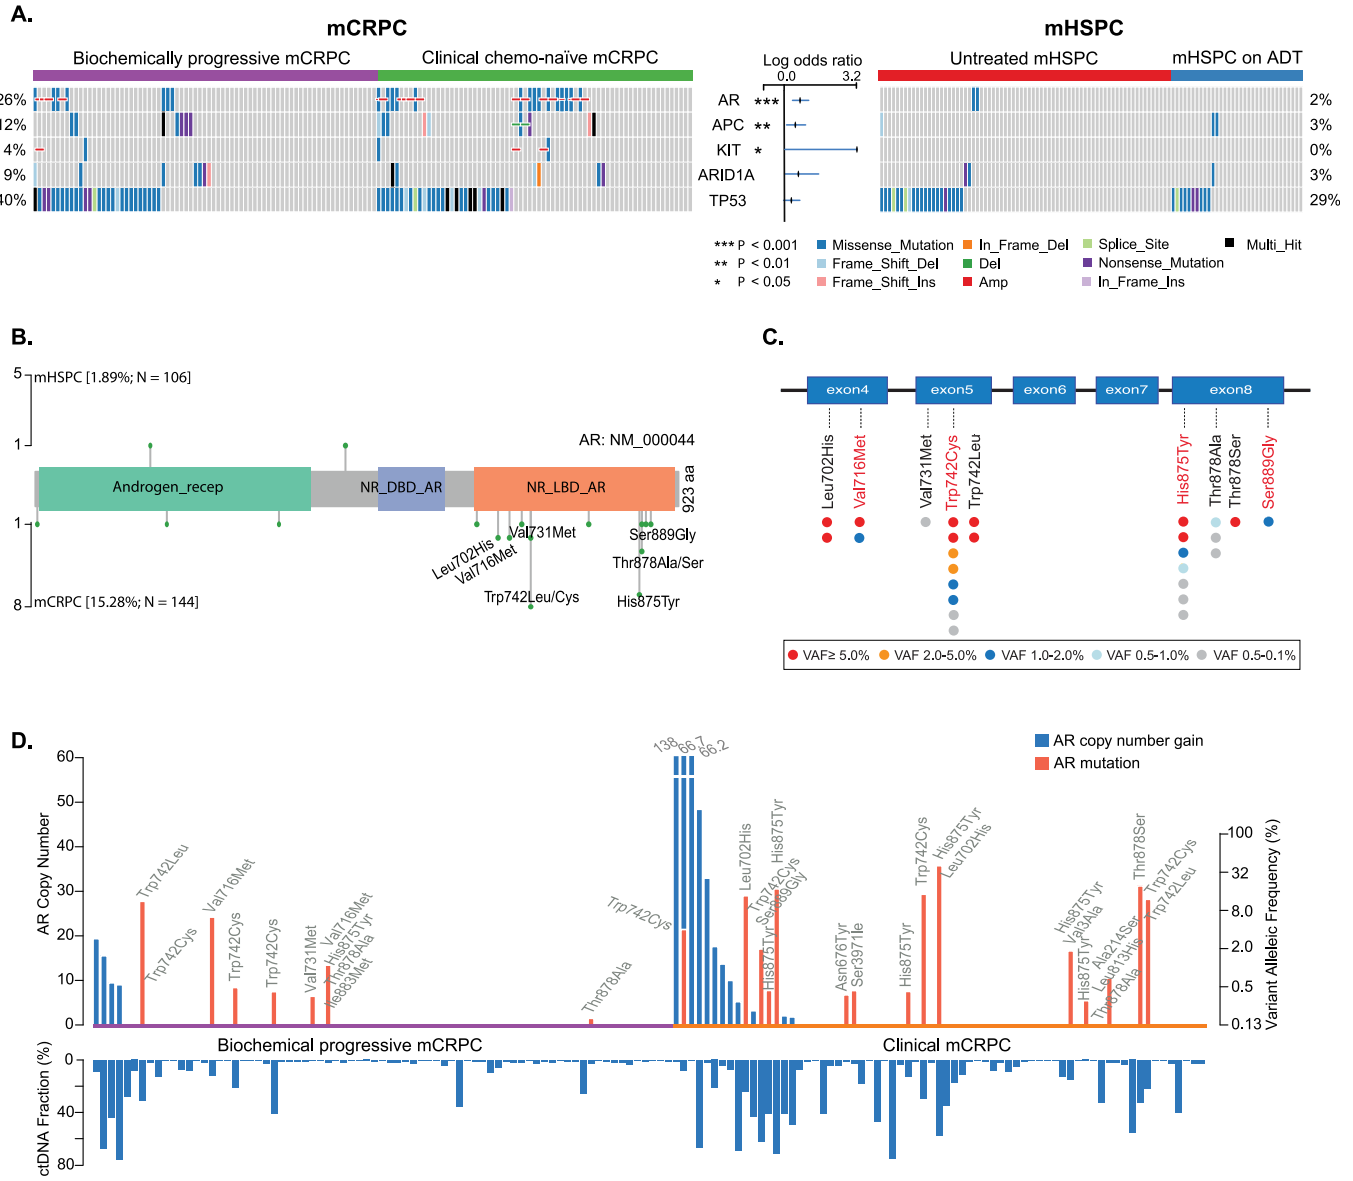 A.
mCRPC
mHSPC
Biochemically progressive mCRPC
Clinical chemo-naïve mCRPC
Log odds ratio
0.0 3.2
Untreated mHSPC
mHSPC on ADT
26% AR *** 2%
12% APC ** 3%
4% KIT * 0%
9% ARID1A 3%
40% TP53 29%
*** P < 0.001
** P < 0.01
* P < 0.05
Missense_Mutation
Frame_Shift_Del
Frame_Shift_Ins
In_Frame_Del
Del
Amp
Splice_Site
Nonsense_Mutation
In_Frame_Ins
Multi_Hit
B.
5
mHSPC [1.89%; N = 106]
1
AR: NM_000044
Androgen_recep
NR_DBD_AR
NR_LBD_AR
923 aa
1
Leu702His
Val716Met
Val731Met
Trp742Leu/Cys
Ser889Gly
Thr878Ala/Ser
His875Tyr
8
mCRPC [15.28%; N = 144]
C.
exon4
exon5
exon6
exon7
exon8
Leu702His
Val716Met
Val731Met
Trp742Cys
Trp742Leu
His875Tyr
Thr878Ala
Thr878Ser
Ser889Gly
VAF≥ 5.0%
VAF 2.0-5.0%
VAF 1.0-2.0%
VAF 0.5-1.0%
VAF 0.5-0.1%
D.
AR copy number gain
AR mutation
AR Copy Number
60
50
40
30
20
10
0
138
66.7
66.2
Trp742Leu
Trp742Cys
Val716Met
Trp742Cys
Trp742Cys
Val731Met
Val716Met
His875Tyr
Thr878Ala
Ile883Met
Thr878Ala
Trp742Cys
Leu702His
Trp742Cys
Ser889Gly
His875Tyr
His875Tyr
Asn676Tyr
Ser3971Ie
His875Tyr
Trp742Cys
His875Tyr
Leu702His
His875Tyr
Val3Ala
His875Tyr
Ala214Ser
Leu813His
Thr878Ala
Thr878Ser
Trp742Cys
Trp742Leu
Variant Alleleic Frequency (%)
100
32
8.0
2.0
0.5
0.13
Biochemical progressive mCRPC
Clinical mCRPC
ctDNA Fraction (%)
0
40
80